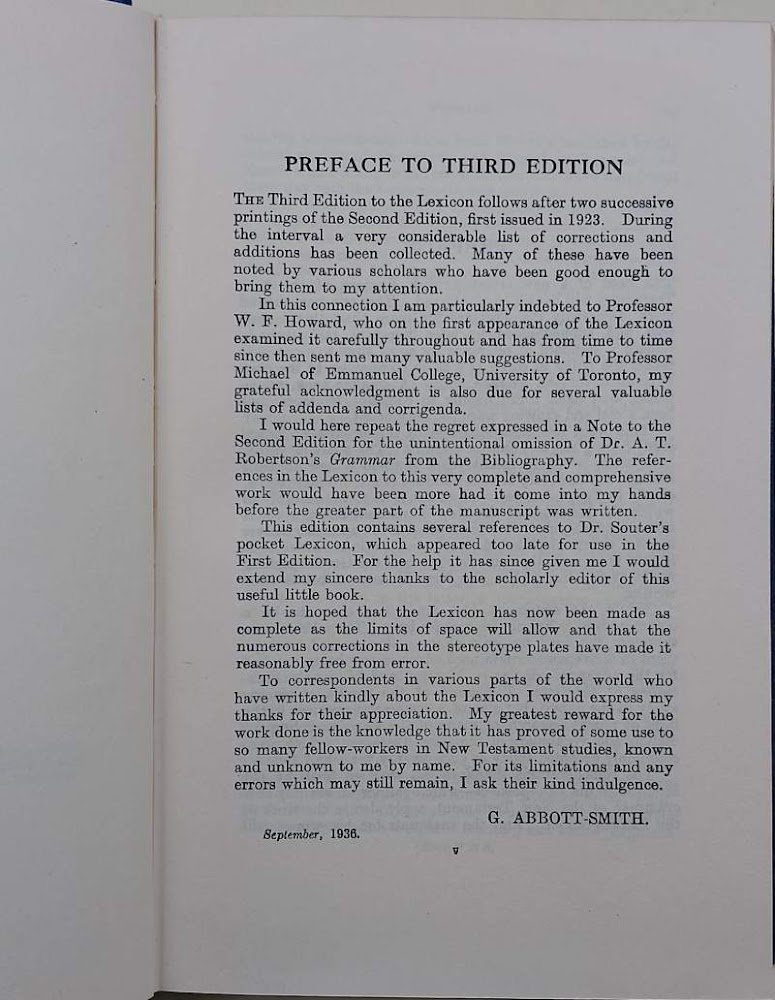 PREFACE TO THIRD EDITION
THE Third Edition to the Lexicon follows after two successive
printings of the Second Edition, first issued in 1923. During
the interval a very considerable list of corrections and
additions has been collected. Many of these have been
noted by various scholars who have been good enough to
bring them to my attention.
In this connection I am particularly indebted to Professor
W. F. Howard, who on the first appearance of the Lexicon
examined it carefully throughout and has from time to time
since then sent me many valuable suggestions. To Professor
Michael of Emmanuel College, University of Toronto, my
grateful acknowledgment is also due for several valuable
lists of addenda and corrigenda.
I would here repeat the regret expressed in a Note to the
Second Edition for the unintentional omission of Dr. A. T.
Robertson's Grammar from the Bibliography. The refer-
ences in the Lexicon to this very complete and comprehensive
work would have been more had it come into my hands
before the greater part of the manuscript was written.
This edition contains several references to Dr. Souter's
pocket Lexicon, which appeared too late for use in the
First Edition. For the help it has since given me I would
extend my sincere thanks to the scholarly editor of this
useful little book.
It is hoped that the Lexicon has now been made as
complete as the limits of space will allow and that the
numerous corrections in the stereotype plates have made it
reasonably free from error.
To correspondents in various parts of the world who
have written kindly about the Lexicon I would express my
thanks for their appreciation. My greatest reward for the
work done is the knowledge that it has proved of some use to
so many fellow-workers in New Testament studies, known
and unknown to me by name. For its limitations and any
errors which may still remain, I ask their kind indulgence.
G. ABBOTT-SMITH.
September, 1936.
v